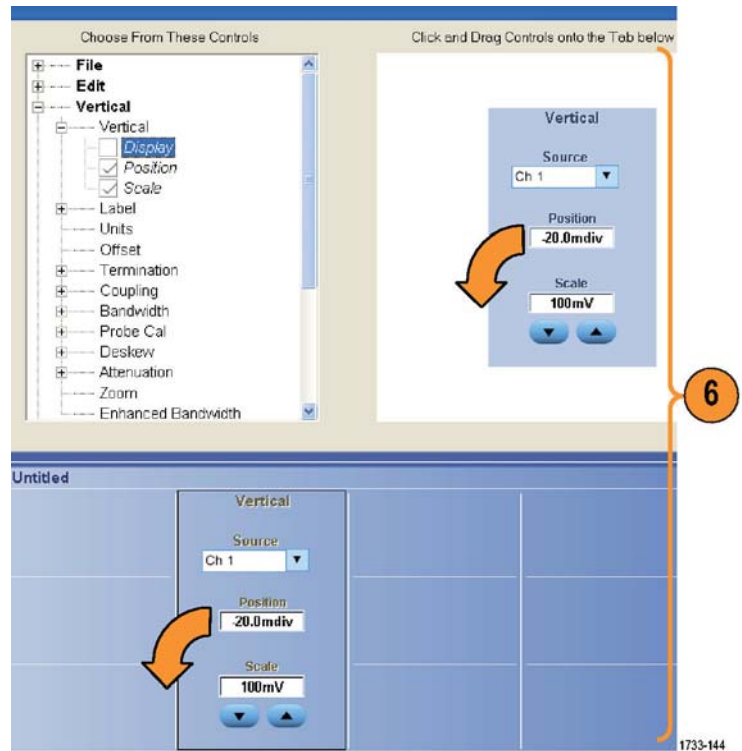 Choose From These Controls
Click and Drag Controls onto the Tab below
File
Edit
Vertical
Vertical
Display
Position
Scale
Label
Units
Offset
Termination
Coupling
Bandwidth
Probe Cal
Deskew
Attenuation
Zoom
Enhanced Bandwidth
Vertical
Source
Ch 1
Position
-20.0mdiv
Scale
100mV
6
Untitled
Vertical
Source
Ch 1
Position
-20.0mdiv
Scale
100mV
1733-144